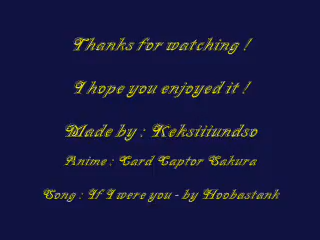 Thanks for watching !
I hope you enjoyed it !
Made by : Keksiiiundso
Anime : Card Captor Sakura
Song : If I were you - by Hoobastank